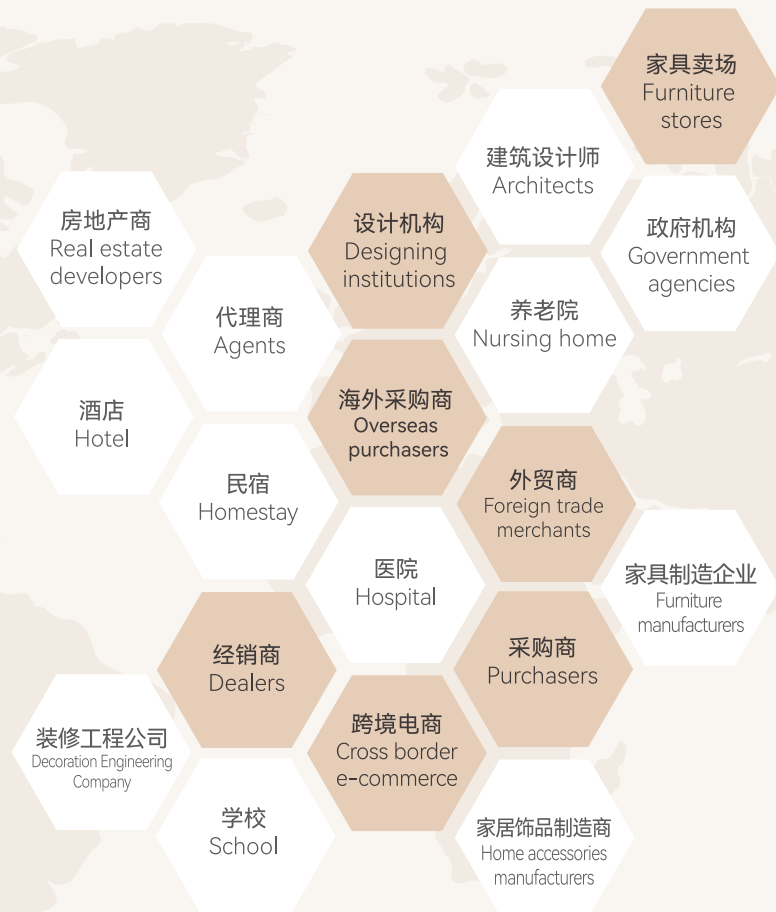 家具卖场
Furniture
stores
建筑设计师
Architects
房地产商
Real estate
developers
设计机构
Designing
institutions
政府机构
Government
agencies
代理商
Agents
养老院
Nursing home
酒店
Hotel
海外采购商
Overseas
purchasers
民宿
Homestay
外贸商
Foreign trade
merchants
医院
Hospital
家具制造企业
Furniture
manufacturers
经销商
Dealers
采购商
Purchasers
装修工程公司
Decoration Engineering
Company
跨境电商
Cross border
e-commerce
学校
School
家居饰品制造商
Home accessories
manufacturers